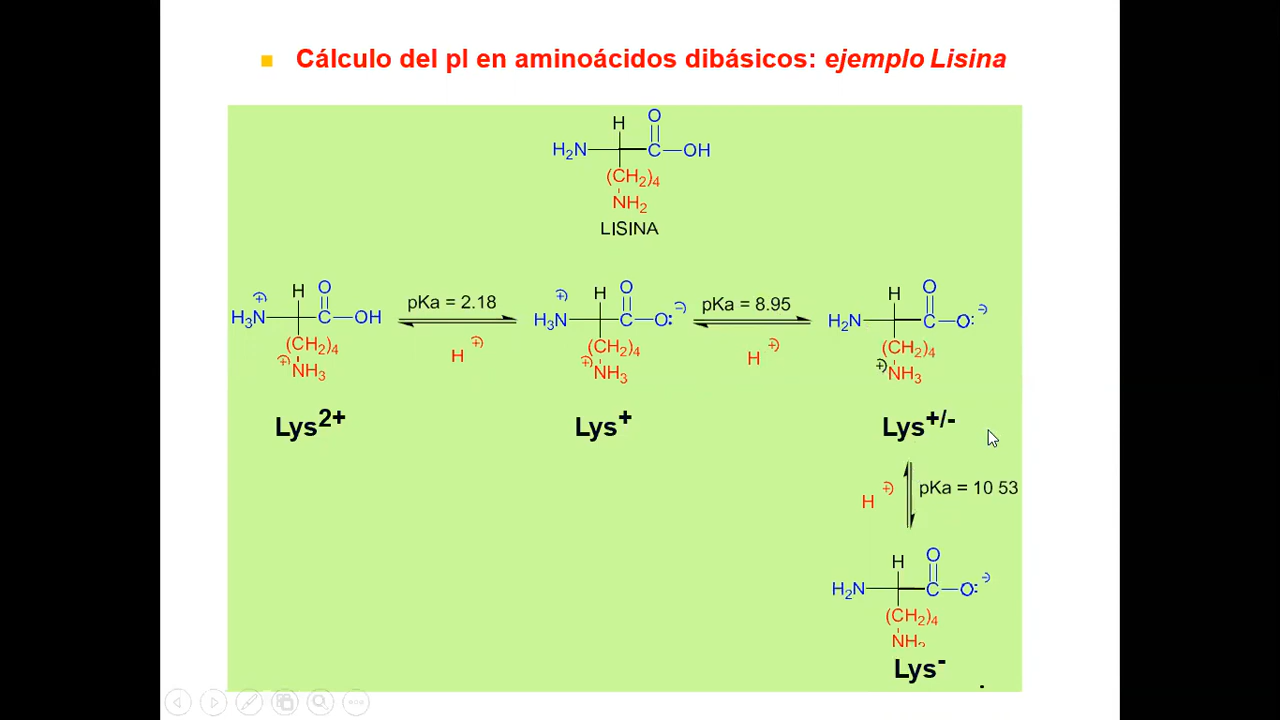 Cálculo del pI en aminoácidos dibásicos: ejemplo Lisina
H
O
H₂N
C
OH
(CH₂)₄
NH₂
LISINA
H
O
H₃N
⊕
C
OH
(CH₂)₄
⊕
NH₃
pKa = 2.18
H⊕
H
O
H₃N
⊕
C
O:
⊖
(CH₂)₄
⊕
NH₃
pKa = 8.95
H⊕
H
O
H₂N
C
O:
⊖
(CH₂)₄
⊕
NH₃
Lys²⁺
Lys⁺
Lys⁺/⁻
H⊕
pKa = 10 53
H
O
H₂N
C
O:
⊖
(CH₂)₄
NH₂
Lys⁻